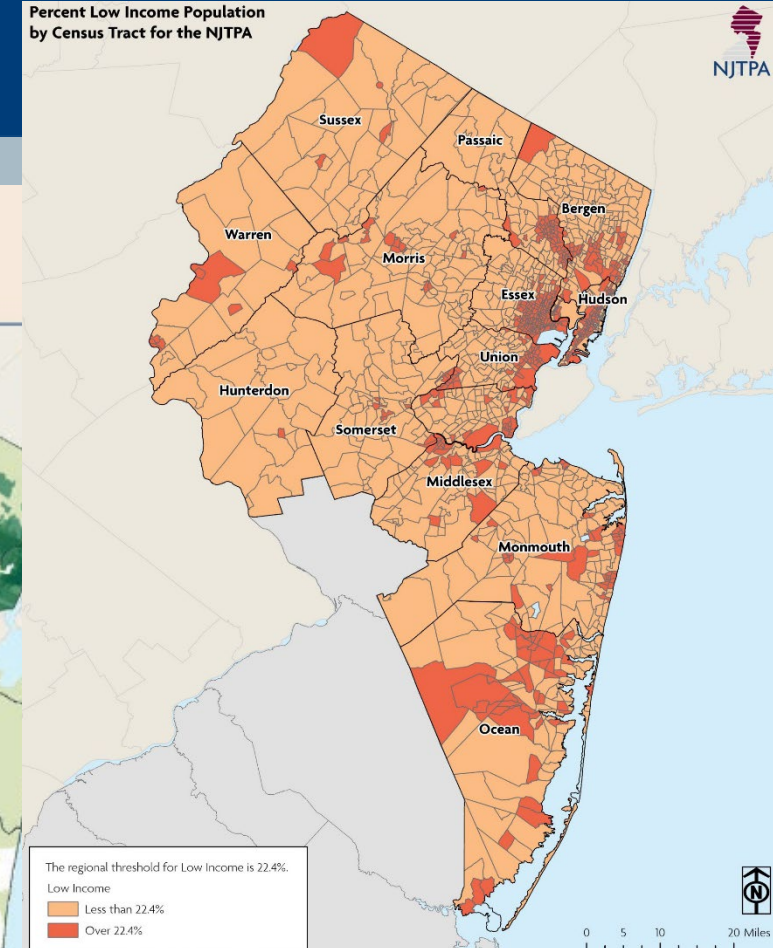 Percent Low Income Population
by Census Tract for the NJTPA
NJTPA
Sussex
Passaic
Bergen
Warren
Morris
Essex
Hudson
Union
Hunterdon
Somerset
Middlesex
Monmouth
Ocean
The regional threshold for Low Income is 22.4%.
Low Income
Less than 22.4%
Over 22.4%
N
0 5 10 20 Miles